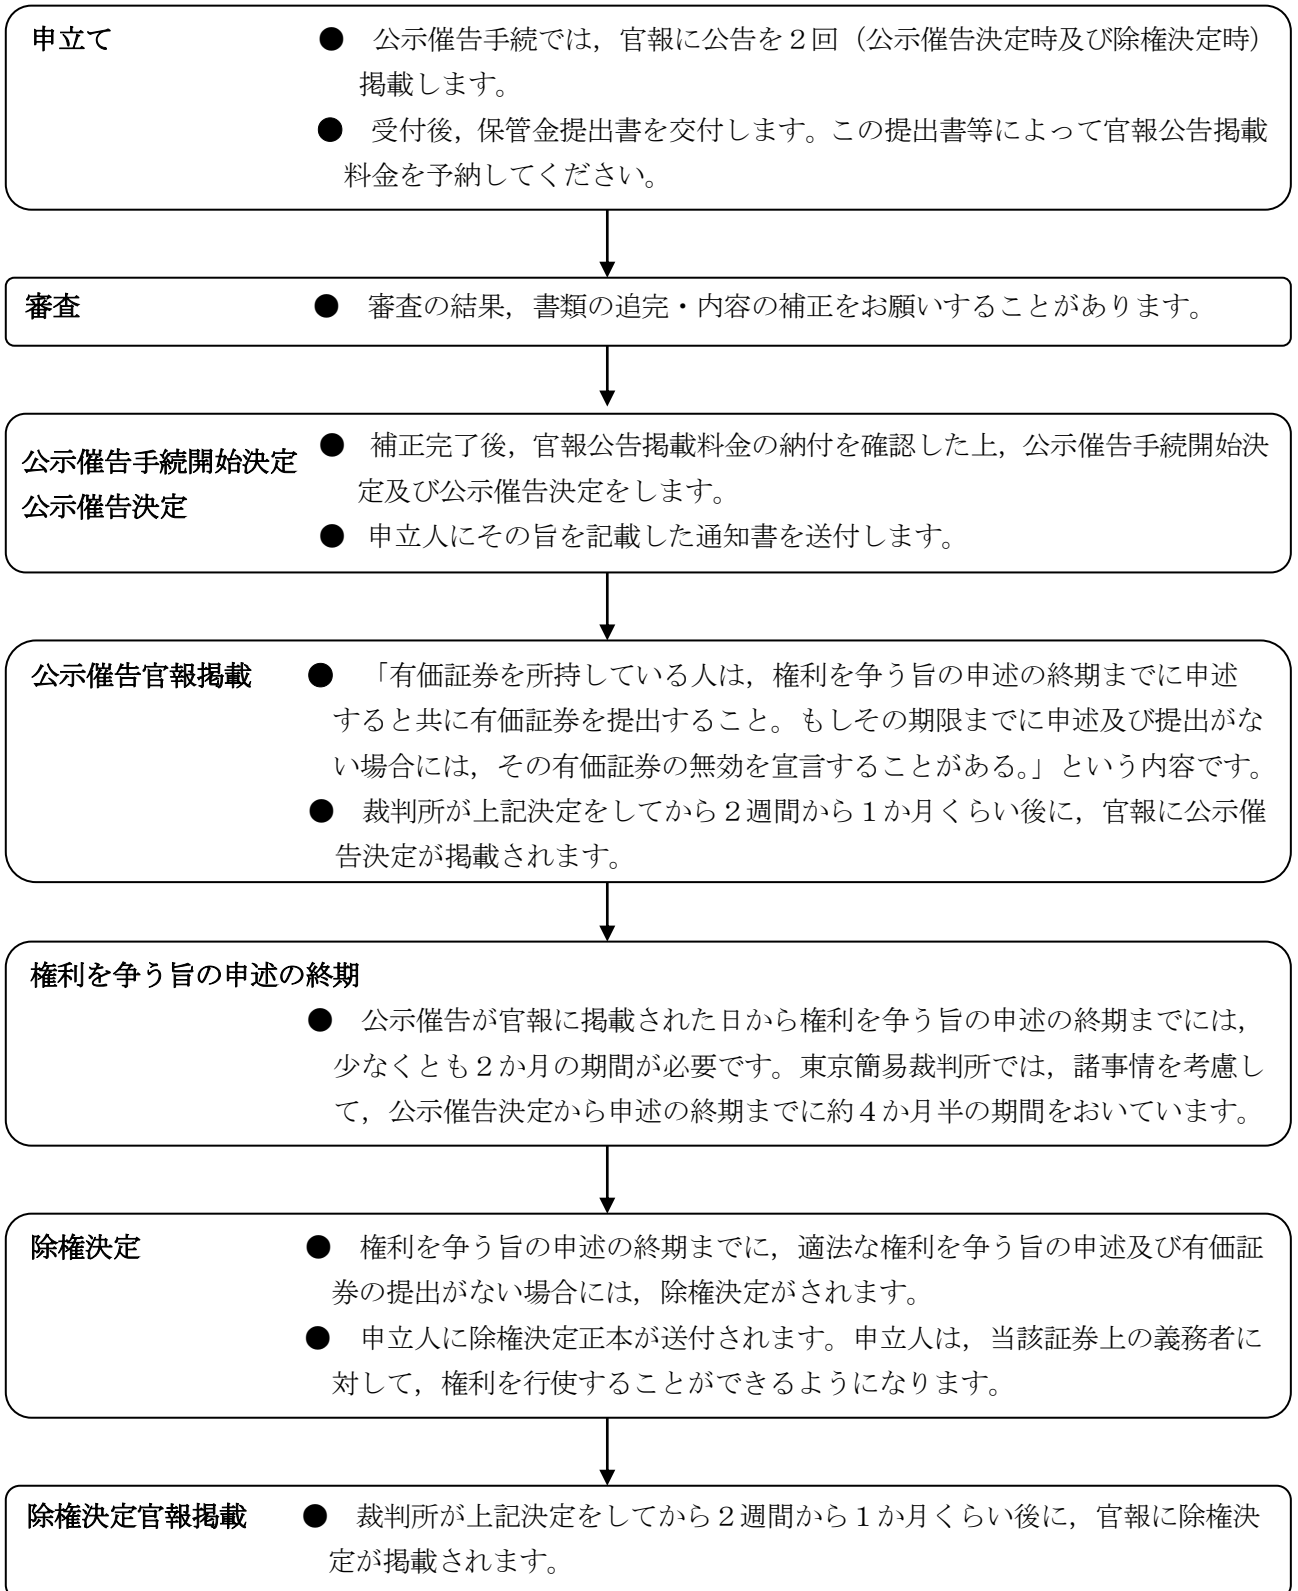 申立て ● 公示催告手続では，官報に公告を２回（公示催告決定時及び除権決定時）
掲載します。
● 受付後，保管金提出書を交付します。この提出書等によって官報公告掲載
料金を予納してください。
審査 ● 審査の結果，書類の追完・内容の補正をお願いすることがあります。
公示催告手続開始決定
公示催告決定
● 補正完了後，官報公告掲載料金の納付を確認した上，公示催告手続開始決
定及び公示催告決定をします。
● 申立人にその旨を記載した通知書を送付します。
公示催告官報掲載 ● 「有価証券を所持している人は，権利を争う旨の申述の終期までに申述
すると共に有価証券を提出すること。もしその期限までに申述及び提出がな
い場合には，その有価証券の無効を宣言することがある。」という内容です。
● 裁判所が上記決定をしてから２週間から１か月くらい後に，官報に公示催
告決定が掲載されます。
権利を争う旨の申述の終期
● 公示催告が官報に掲載された日から権利を争う旨の申述の終期までには，
少なくとも２か月の期間が必要です。東京簡易裁判所では，諸事情を考慮し
て，公示催告決定から申述の終期までに約４か月半の期間をおいています。
除権決定 ● 権利を争う旨の申述の終期までに，適法な権利を争う旨の申述及び有価証
券の提出がない場合には，除権決定がされます。
● 申立人に除権決定正本が送付されます。申立人は，当該証券上の義務者に
対して，権利を行使することができるようになります。
除権決定官報掲載 ● 裁判所が上記決定をしてから２週間から１か月くらい後に，官報に除権決
定が掲載されます。